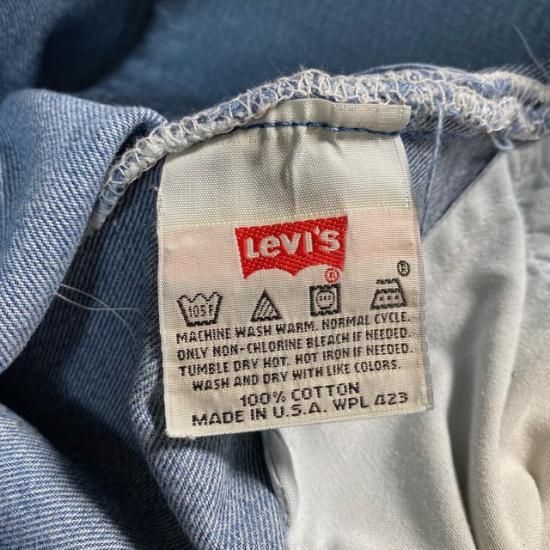 Levi's
®
®
105F
MACHINE WASH WARM. NORMAL CYCLE.
ONLY NON-CHLORINE BLEACH IF NEEDED.
TUMBLE DRY HOT. HOT IRON IF NEEDED.
WASH AND DRY WITH LIKE COLORS.
100% COTTON
MADE IN U.S.A. WPL 423